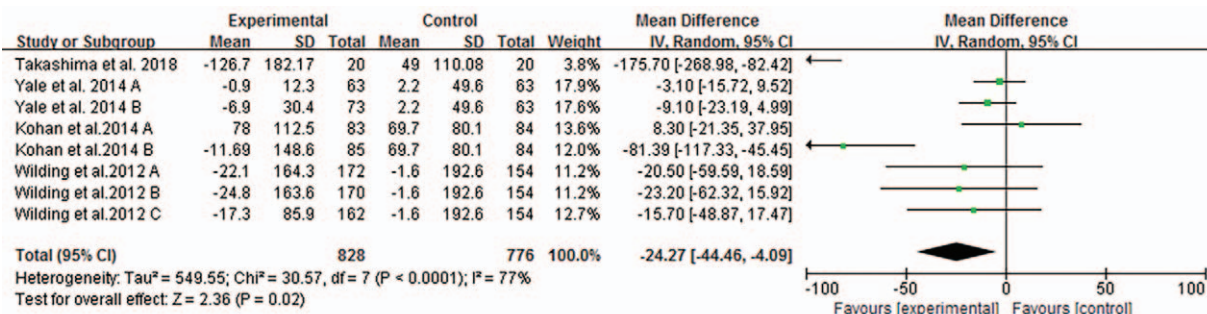 Experimental Control Mean Difference Mean Difference
Study or Subgroup Mean SD Total Mean SD Total Weight IV, Random, 95% CI IV, Random, 95% CI
Takashima et al. 2018 -126.7 182.17 20 49 110.08 20 3.8% -175.70 [-268.98, -82.42]
Yale et al. 2014 A -0.9 12.3 63 2.2 49.6 63 17.9% -3.10 [-15.72, 9.52]
Yale et al. 2014 B -6.9 30.4 73 2.2 49.6 63 17.6% -9.10 [-23.19, 4.99]
Kohan et al.2014 A 78 112.5 83 69.7 80.1 84 13.6% 8.30 [-21.35, 37.95]
Kohan et al.2014 B -11.69 148.6 85 69.7 80.1 84 12.0% -81.39 [-117.33, -45.45]
Wilding et al.2012 A -22.1 164.3 172 -1.6 192.6 154 11.2% -20.50 [-59.59, 18.59]
Wilding et al.2012 B -24.8 163.6 170 -1.6 192.6 154 11.2% -23.20 [-62.32, 15.92]
Wilding et al.2012 C -17.3 85.9 162 -1.6 192.6 154 12.7% -15.70 [-48.87, 17.47]
Total (95% CI) 828 776 100.0% -24.27 [-44.46, -4.09]
Heterogeneity: Tau² = 549.55; Chi² = 30.57, df = 7 (P < 0.0001); I² = 77%
Test for overall effect: Z = 2.36 (P = 0.02)
-100 -50 0 50 100
Favours [experimental] Favours [control]